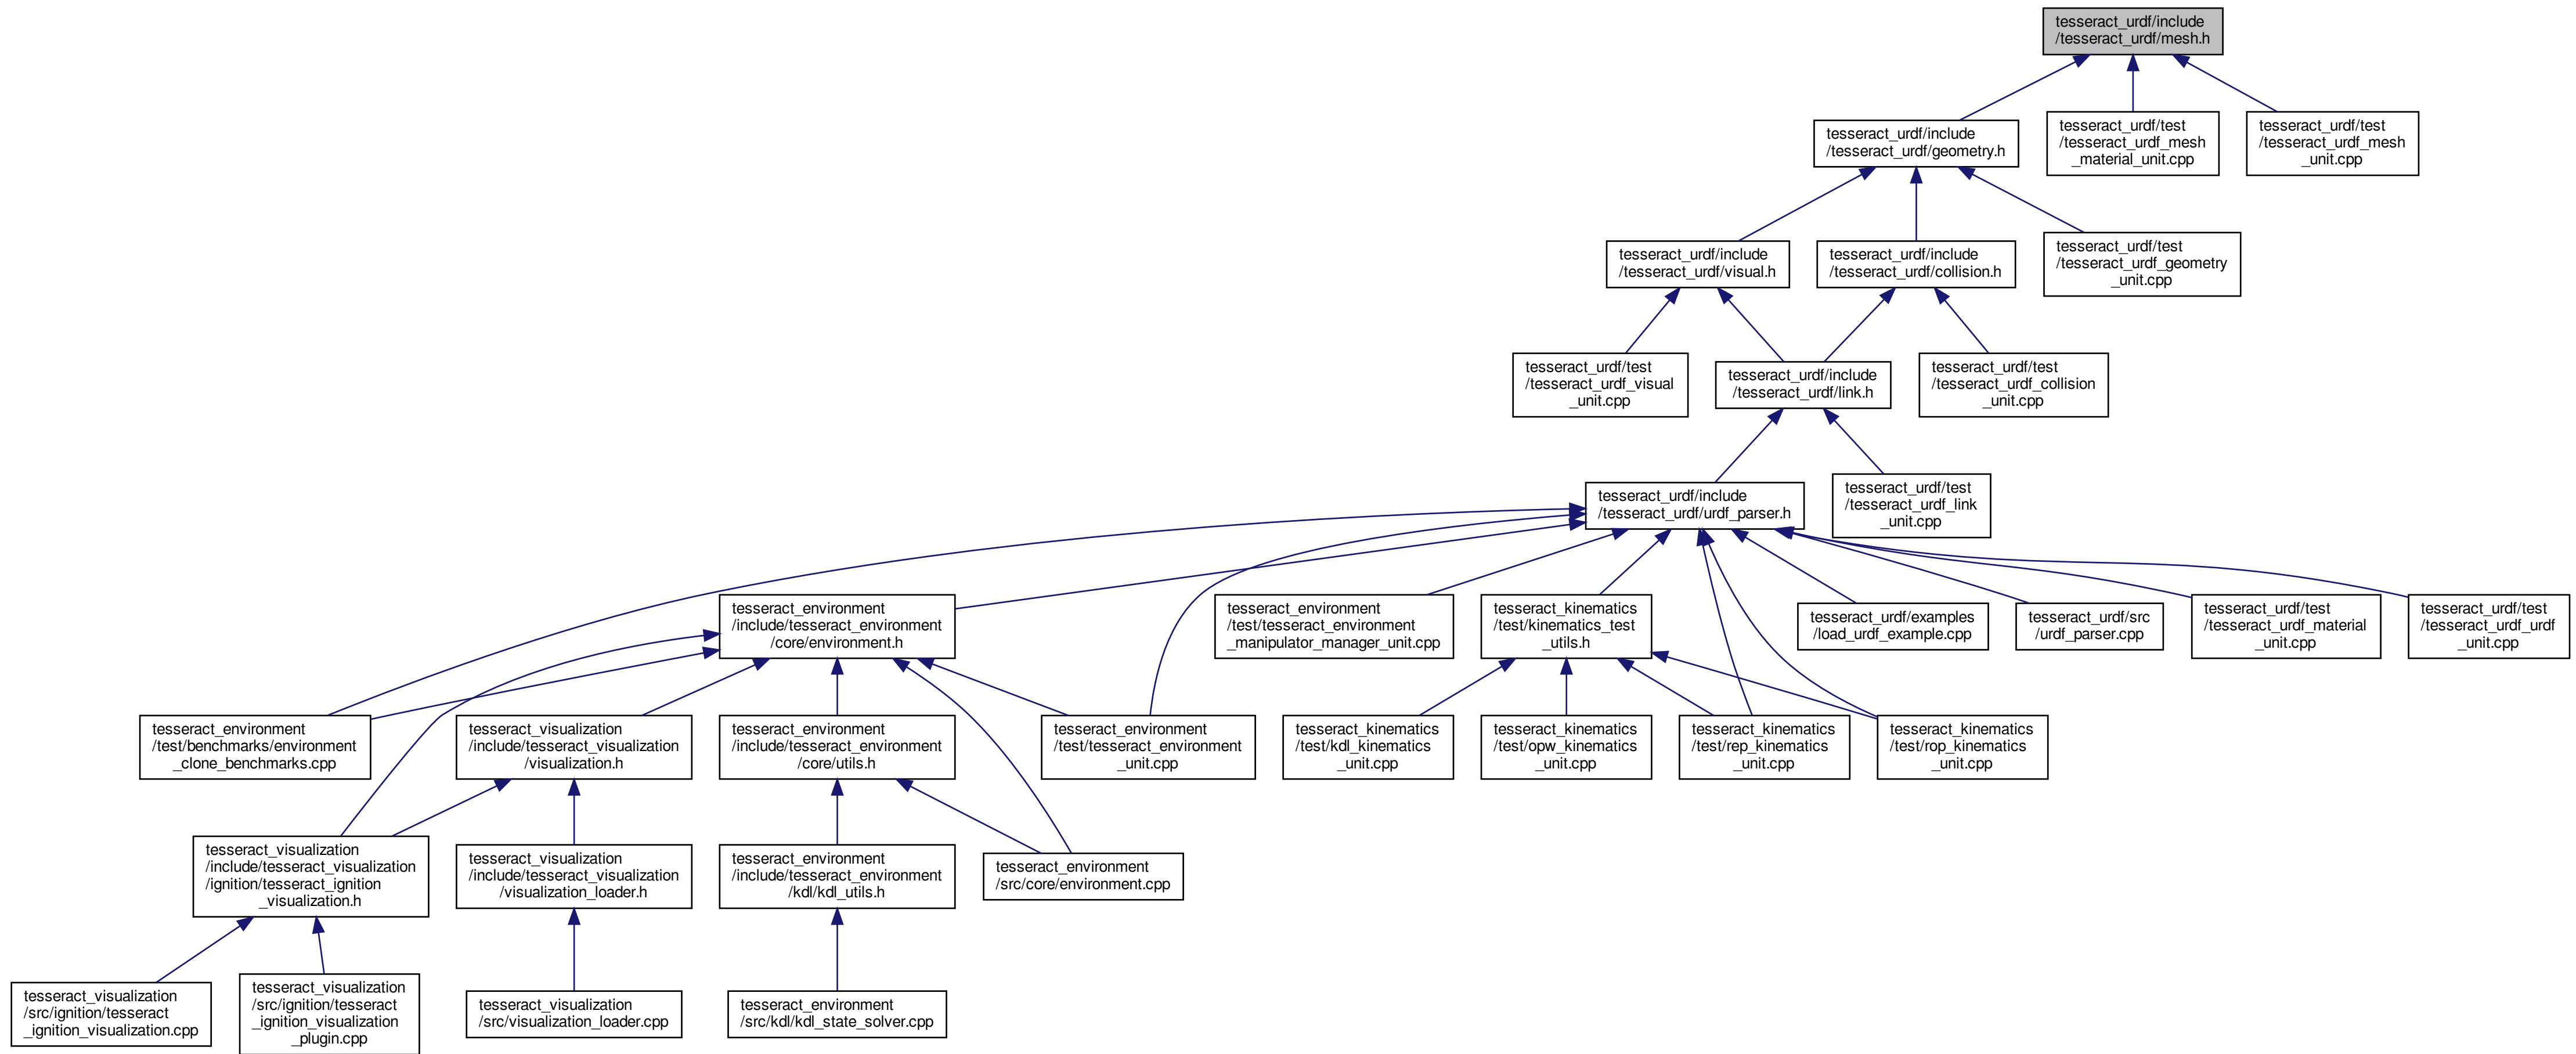 tesseract_urdf/include
/tesseract_urdf/mesh.h
tesseract_urdf/include
/tesseract_urdf/geometry.h
tesseract_urdf/test
/tesseract_urdf_mesh
_material_unit.cpp
tesseract_urdf/test
/tesseract_urdf_mesh
_unit.cpp
tesseract_urdf/include
/tesseract_urdf/visual.h
tesseract_urdf/include
/tesseract_urdf/collision.h
tesseract_urdf/test
/tesseract_urdf_geometry
_unit.cpp
tesseract_urdf/test
/tesseract_urdf_visual
_unit.cpp
tesseract_urdf/include
/tesseract_urdf/link.h
tesseract_urdf/test
/tesseract_urdf_collision
_unit.cpp
tesseract_urdf/include
/tesseract_urdf/urdf_parser.h
tesseract_urdf/test
/tesseract_urdf_link
_unit.cpp
tesseract_environment
/include/tesseract_environment
/core/environment.h
tesseract_environment
/test/tesseract_environment
_manipulator_manager_unit.cpp
tesseract_kinematics
/test/kinematics_test
_utils.h
tesseract_urdf/examples
/load_urdf_example.cpp
tesseract_urdf/src
/urdf_parser.cpp
tesseract_urdf/test
/tesseract_urdf_material
_unit.cpp
tesseract_urdf/test
/tesseract_urdf_urdf
_unit.cpp
tesseract_environment
/test/benchmarks/environment
_clone_benchmarks.cpp
tesseract_visualization
/include/tesseract_visualization
/visualization.h
tesseract_environment
/include/tesseract_environment
/core/utils.h
tesseract_environment
/test/tesseract_environment
_unit.cpp
tesseract_kinematics
/test/kdl_kinematics
_unit.cpp
tesseract_kinematics
/test/opw_kinematics
_unit.cpp
tesseract_kinematics
/test/rep_kinematics
_unit.cpp
tesseract_kinematics
/test/rop_kinematics
_unit.cpp
tesseract_visualization
/include/tesseract_visualization
/ignition/tesseract_ignition
_visualization.h
tesseract_visualization
/include/tesseract_visualization
/visualization_loader.h
tesseract_environment
/include/tesseract_environment
/kdl/kdl_utils.h
tesseract_environment
/src/core/environment.cpp
tesseract_visualization
/src/ignition/tesseract
_ignition_visualization.cpp
tesseract_visualization
/src/ignition/tesseract
_ignition_visualization
_plugin.cpp
tesseract_visualization
/src/visualization_loader.cpp
tesseract_environment
/src/kdl/kdl_state_solver.cpp